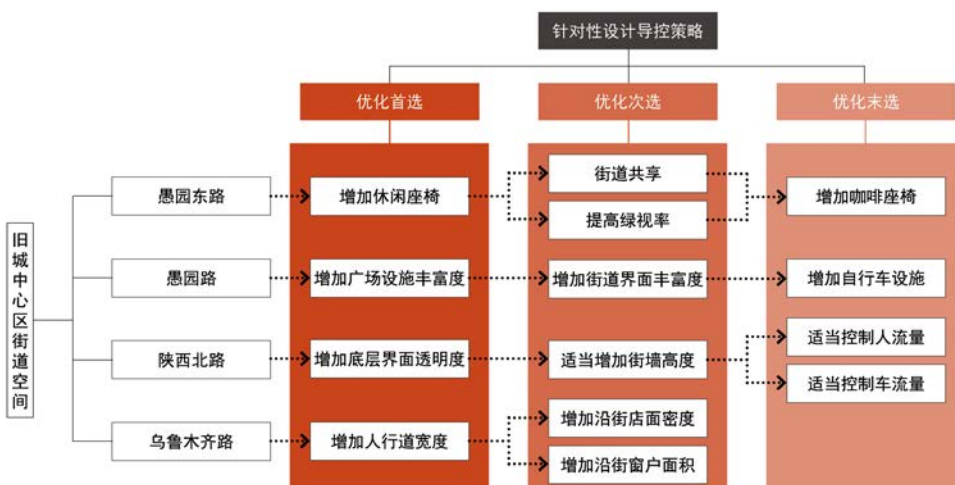 针对性设计导控策略
优化首选
优化次选
优化末选
旧城中心区街道空间
愚园东路
增加休闲座椅
街道共享
提高绿视率
增加咖啡座椅
愚园路
增加广场设施丰富度
增加街道界面丰富度
增加自行车设施
陕西北路
增加底层界面透明度
适当增加街墙高度
适当控制人流量
适当控制车流量
乌鲁木齐路
增加人行道宽度
增加沿街店面密度
增加沿街窗户面积